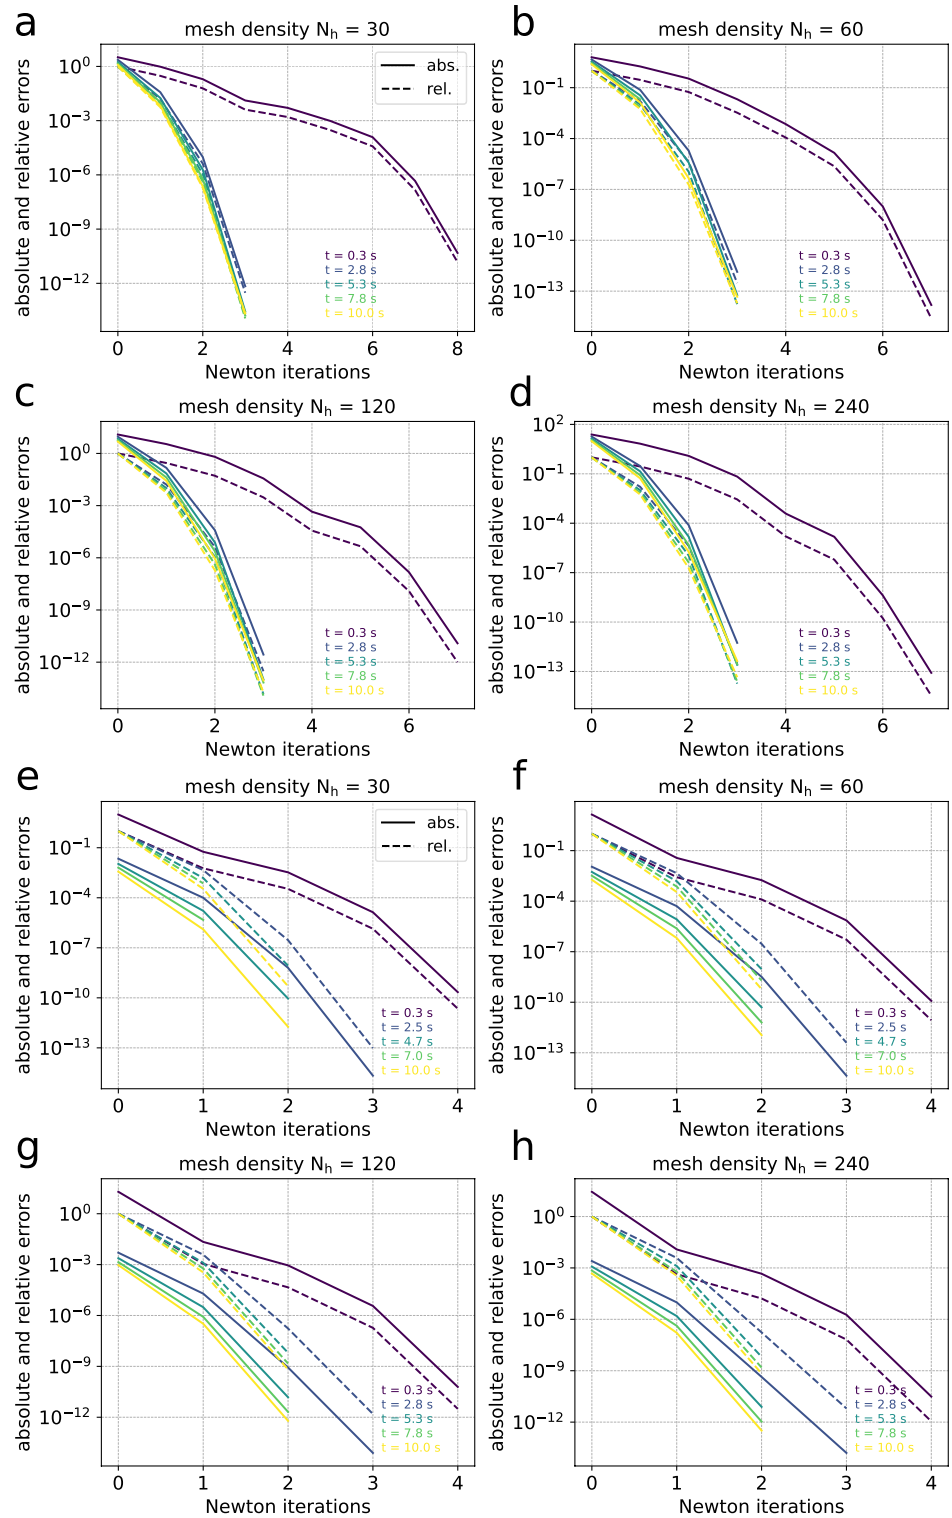 a
mesh density N_h = 30
absolute and relative errors
10^0
10^-3
10^-6
10^-9
10^-12
abs.
rel.
t = 0.3 s
t = 2.8 s
t = 5.3 s
t = 7.8 s
t = 10.0 s
0 2 4 6 8
Newton iterations
b
mesh density N_h = 60
absolute and relative errors
10^-1
10^-4
10^-7
10^-10
10^-13
t = 0.3 s
t = 2.8 s
t = 5.3 s
t = 7.8 s
t = 10.0 s
0 2 4 6
Newton iterations
c
mesh density N_h = 120
absolute and relative errors
10^0
10^-3
10^-6
10^-9
10^-12
t = 0.3 s
t = 2.8 s
t = 5.3 s
t = 7.8 s
t = 10.0 s
0 2 4 6
Newton iterations
d
mesh density N_h = 240
absolute and relative errors
10^2
10^-1
10^-4
10^-7
10^-10
10^-13
t = 0.3 s
t = 2.8 s
t = 5.3 s
t = 7.8 s
t = 10.0 s
0 2 4 6
Newton iterations
e
mesh density N_h = 30
absolute and relative errors
10^-1
10^-4
10^-7
10^-10
10^-13
abs.
rel.
t = 0.3 s
t = 2.5 s
t = 4.7 s
t = 7.0 s
t = 10.0 s
0 1 2 3 4
Newton iterations
f
mesh density N_h = 60
absolute and relative errors
10^-1
10^-4
10^-7
10^-10
10^-13
t = 0.3 s
t = 2.5 s
t = 4.7 s
t = 7.0 s
t = 10.0 s
0 1 2 3 4
Newton iterations
g
mesh density N_h = 120
absolute and relative errors
10^0
10^-3
10^-6
10^-9
10^-12
t = 0.3 s
t = 2.8 s
t = 5.3 s
t = 7.8 s
t = 10.0 s
0 1 2 3 4
Newton iterations
h
mesh density N_h = 240
absolute and relative errors
10^0
10^-3
10^-6
10^-9
10^-12
t = 0.3 s
t = 2.8 s
t = 5.3 s
t = 7.8 s
t = 10.0 s
0 1 2 3 4
Newton iterations